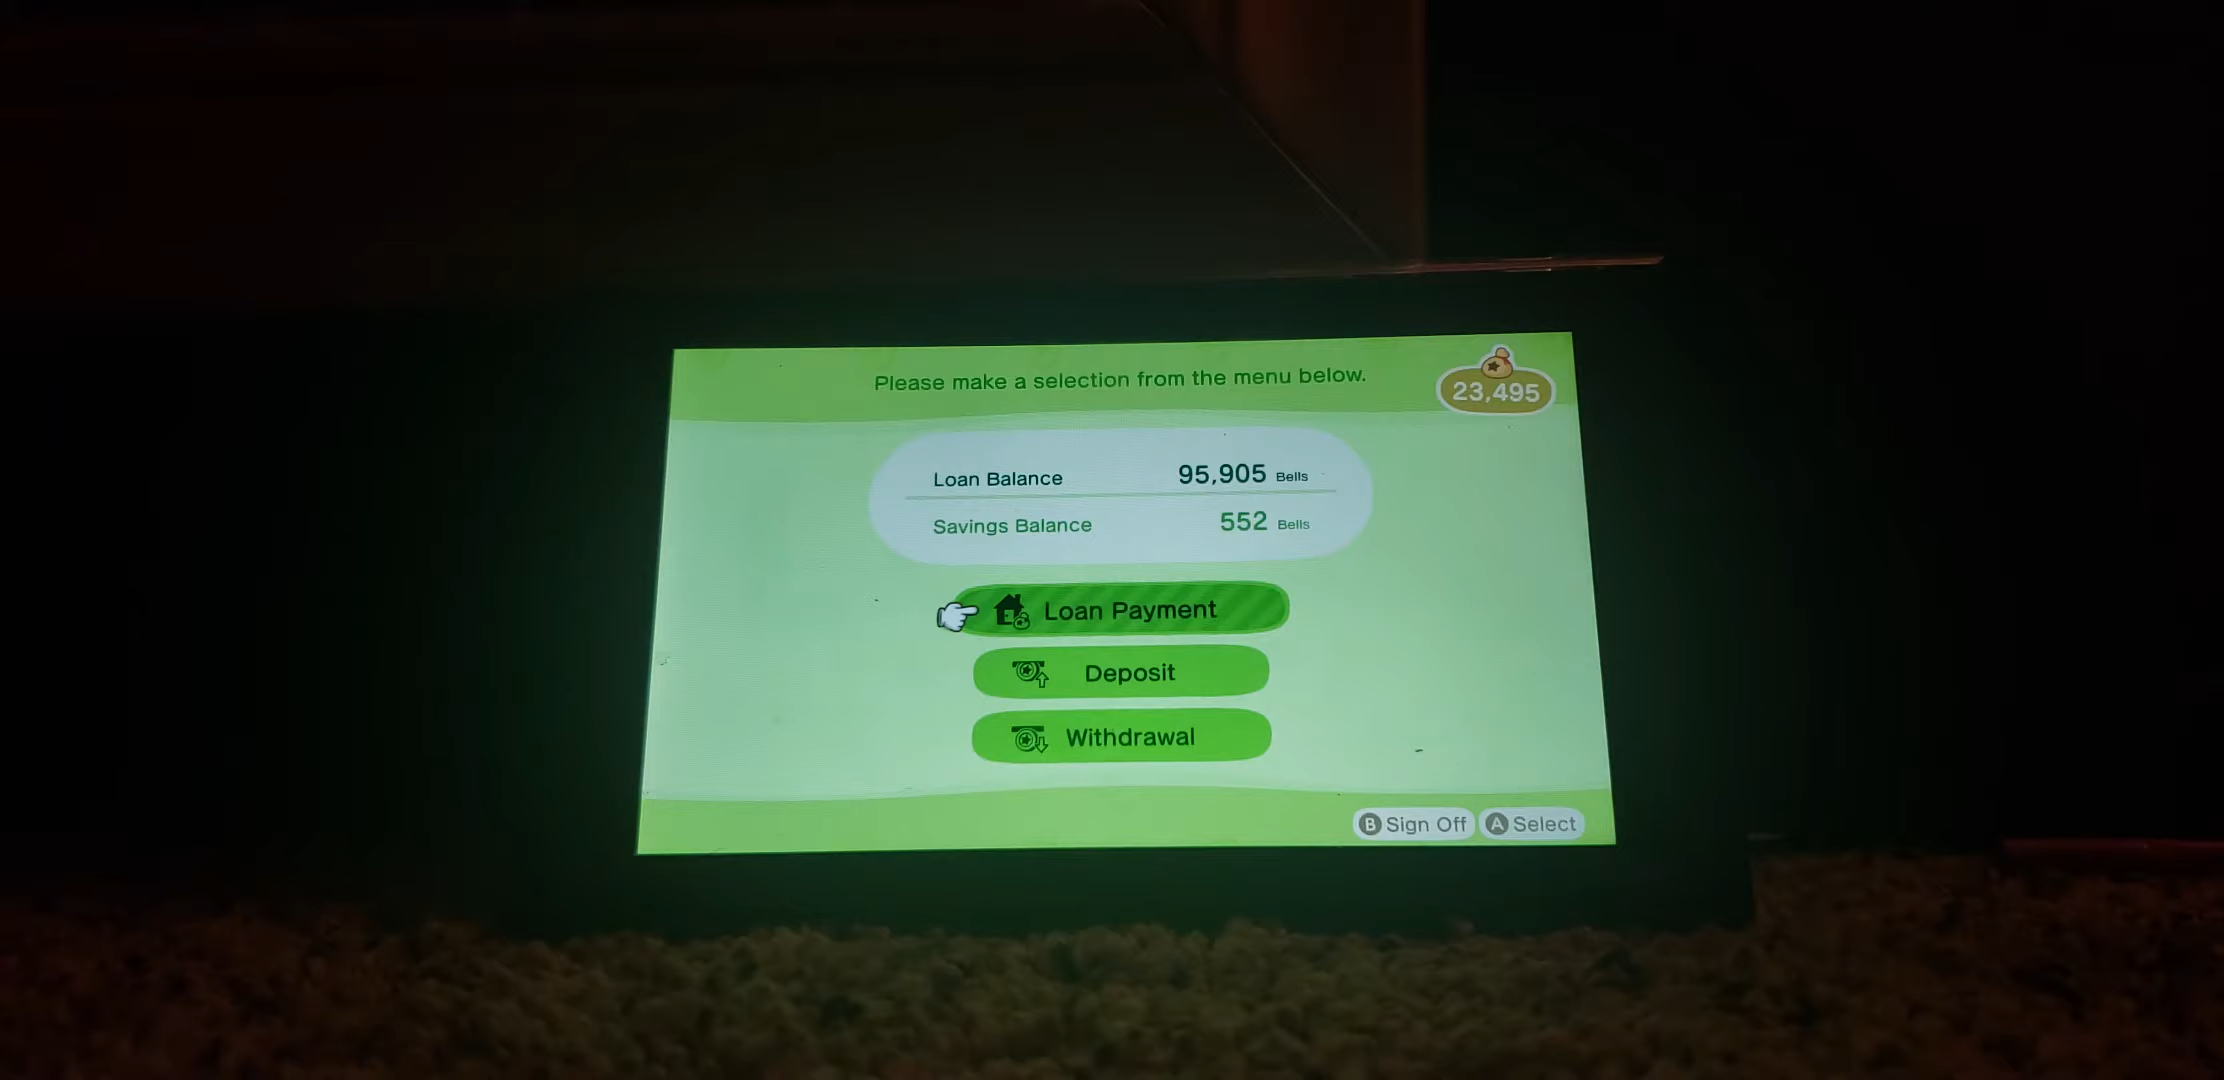 Please make a selection from the menu below.
23,495
Loan Balance 95,905 Bells
Savings Balance 552 Bells
Loan Payment
Deposit
Withdrawal
B Sign Off A Select